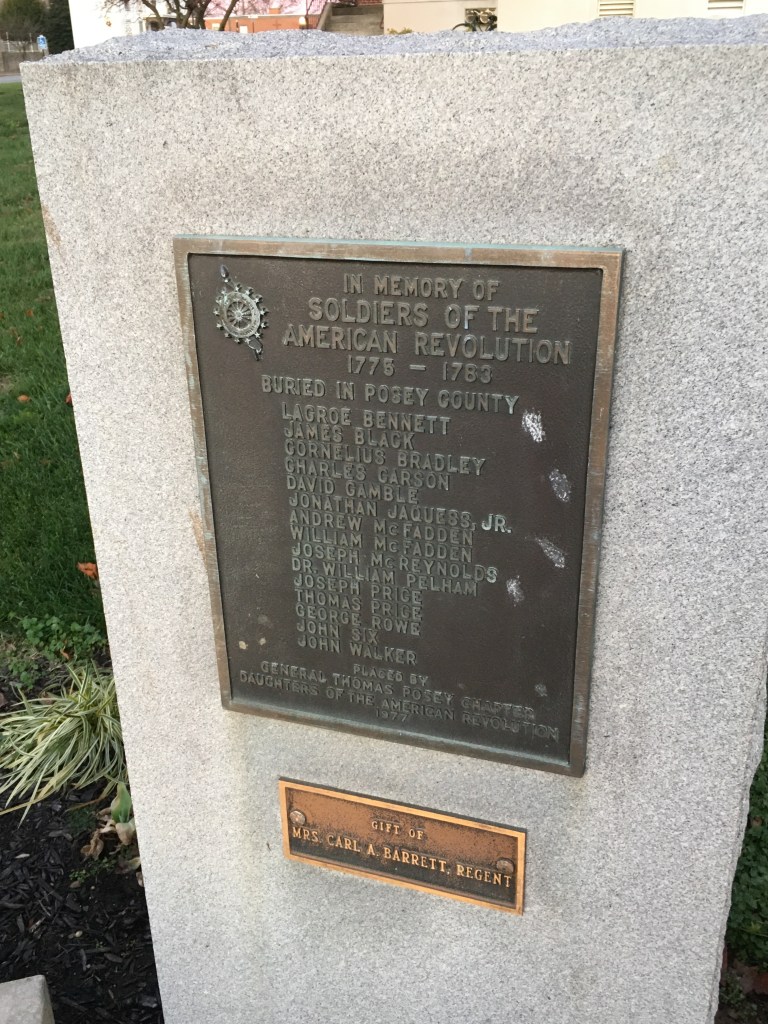 IN MEMORY OF
SOLDIERS OF THE
AMERICAN REVOLUTION
1775 — 1783
BURIED IN POSEY COUNTY
LAGROE BENNETT
JAMES BLACK
CORNELIUS BRADLEY
CHARLES CARSON
DAVID GAMBLE
JONATHAN JAQUESS, JR.
ANDREW McFADDEN
WILLIAM McFADDEN
JOSEPH McREYNOLDS
DR. WILLIAM PELHAM
JOSEPH PRICE
THOMAS PRICE
GEORGE ROWE
JOHN SIX
JOHN WALKER
PLACED BY
GENERAL THOMAS POSEY CHAPTER
DAUGHTERS OF THE AMERICAN REVOLUTION
1977
GIFT OF
MRS. CARL A. BARRETT, REGENT